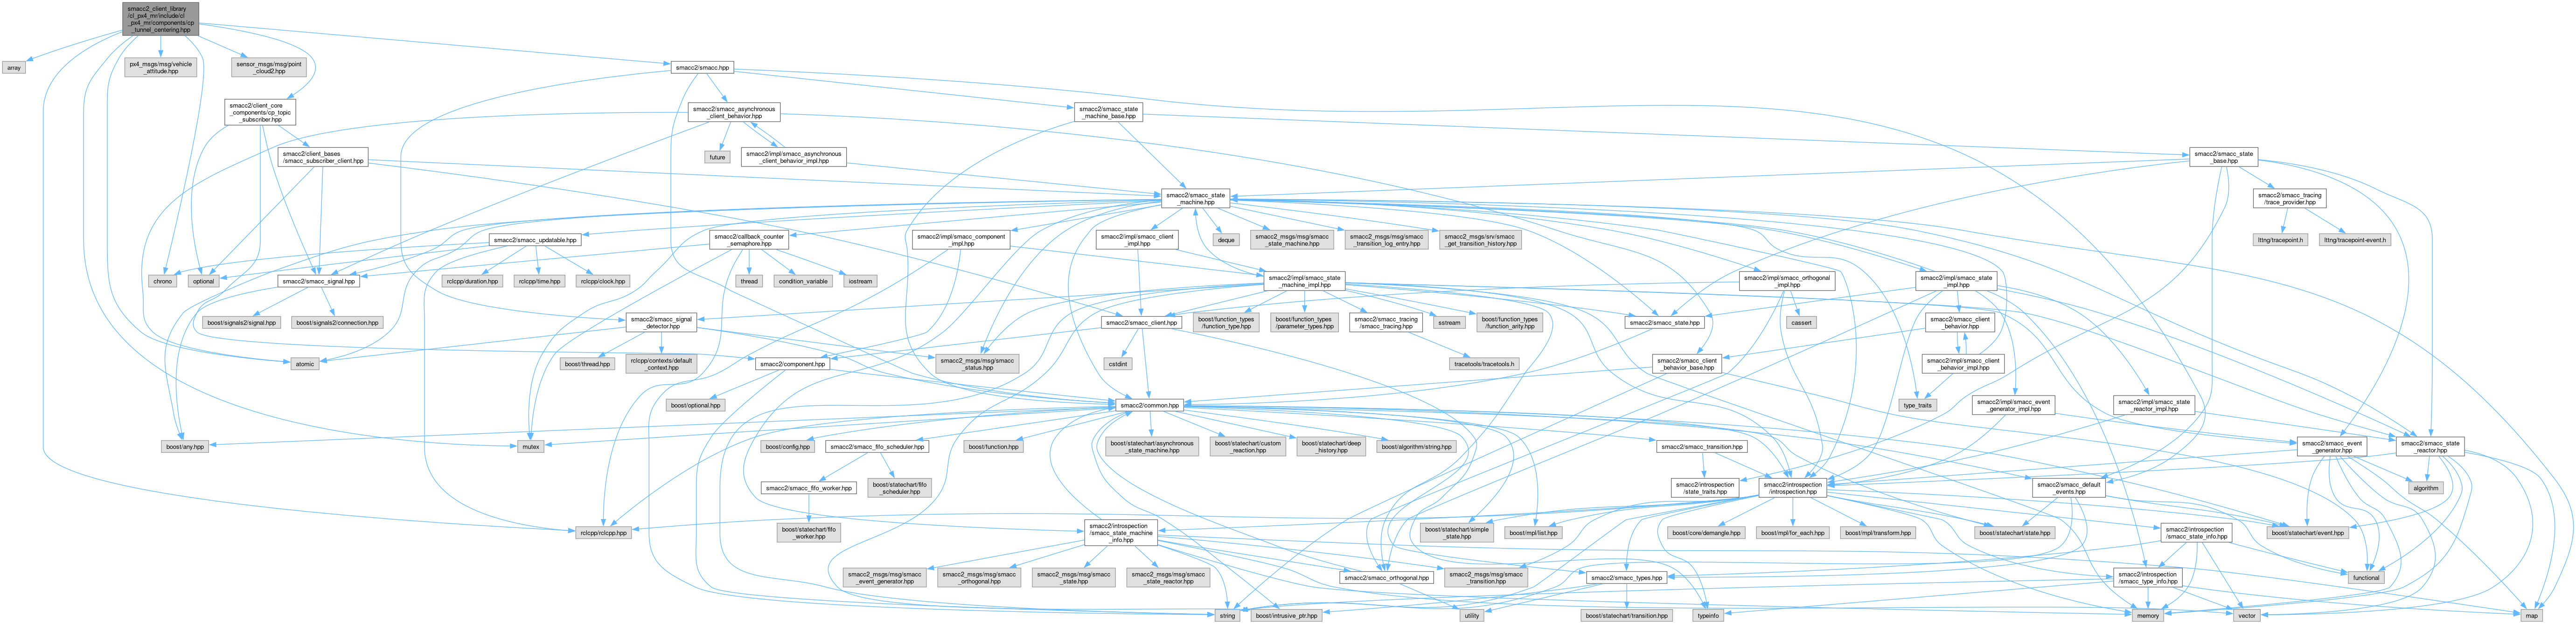 smacc2_client_library
/cl_px4_mr/include/cl
_px4_mr/components/cp
_tunnel_centering.hpp
array
px4_msgs/msg/vehicle
_attitude.hpp
sensor_msgs/msg/point
_cloud2.hpp
smacc2/smacc.hpp
smacc2/client_core
_components/cp_topic
_subscriber.hpp
smacc2/smacc_asynchronous
_client_behavior.hpp
smacc2/smacc_state
_machine_base.hpp
smacc2/client_bases
/smacc_subscriber_client.hpp
future
smacc2/impl/smacc_asynchronous
_client_behavior_impl.hpp
smacc2/smacc_state
_base.hpp
smacc2/smacc_state
_machine.hpp
smacc2/smacc_tracing
/trace_provider.hpp
smacc2/smacc_updatable.hpp
smacc2/callback_counter
_semaphore.hpp
smacc2/impl/smacc_component
_impl.hpp
smacc2/impl/smacc_client
_impl.hpp
deque
smacc2_msgs/msg/smacc
_state_machine.hpp
smacc2_msgs/msg/smacc
_transition_log_entry.hpp
smacc2_msgs/srv/smacc
_get_transition_history.hpp
lttng/tracepoint.h
lttng/tracepoint-event.h
chrono
optional
smacc2/smacc_signal.hpp
rclcpp/duration.hpp
rclcpp/time.hpp
rclcpp/clock.hpp
thread
condition_variable
iostream
smacc2/impl/smacc_state
_machine_impl.hpp
smacc2/impl/smacc_orthogonal
_impl.hpp
smacc2/impl/smacc_state
_impl.hpp
boost/signals2/signal.hpp
boost/signals2/connection.hpp
smacc2/smacc_signal
_detector.hpp
smacc2/smacc_client.hpp
boost/function_types
/function_type.hpp
boost/function_types
/parameter_types.hpp
smacc2/smacc_tracing
/smacc_tracing.hpp
sstream
boost/function_types
/function_arity.hpp
smacc2/smacc_state.hpp
cassert
smacc2/smacc_client
_behavior.hpp
atomic
boost/thread.hpp
rclcpp/contexts/default
_context.hpp
smacc2/component.hpp
smacc2_msgs/msg/smacc
_status.hpp
cstdint
tracetools/tracetools.h
smacc2/smacc_client
_behavior_base.hpp
smacc2/impl/smacc_client
_behavior_impl.hpp
boost/optional.hpp
smacc2/common.hpp
type_traits
smacc2/impl/smacc_event
_generator_impl.hpp
smacc2/impl/smacc_state
_reactor_impl.hpp
boost/any.hpp
mutex
boost/config.hpp
smacc2/smacc_fifo_scheduler.hpp
boost/function.hpp
boost/statechart/asynchronous
_state_machine.hpp
boost/statechart/custom
_reaction.hpp
boost/statechart/deep
_history.hpp
boost/algorithm/string.hpp
smacc2/smacc_transition.hpp
smacc2/smacc_event
_generator.hpp
smacc2/smacc_state
_reactor.hpp
smacc2/smacc_fifo_worker.hpp
boost/statechart/fifo
_scheduler.hpp
smacc2/introspection
/state_traits.hpp
smacc2/introspection
/introspection.hpp
smacc2/smacc_default
_events.hpp
algorithm
rclcpp/rclcpp.hpp
boost/statechart/fifo
_worker.hpp
smacc2/introspection
/smacc_state_machine
_info.hpp
boost/statechart/simple
_state.hpp
boost/mpl/list.hpp
boost/core/demangle.hpp
boost/mpl/for_each.hpp
boost/mpl/transform.hpp
boost/statechart/state.hpp
smacc2/introspection
/smacc_state_info.hpp
boost/statechart/event.hpp
smacc2_msgs/msg/smacc
_event_generator.hpp
smacc2_msgs/msg/smacc
_orthogonal.hpp
smacc2_msgs/msg/smacc
_state.hpp
smacc2_msgs/msg/smacc
_state_reactor.hpp
smacc2_msgs/msg/smacc
_transition.hpp
smacc2/smacc_orthogonal.hpp
smacc2/smacc_types.hpp
smacc2/introspection
/smacc_type_info.hpp
functional
string
boost/intrusive_ptr.hpp
utility
boost/statechart/transition.hpp
typeinfo
memory
vector
map